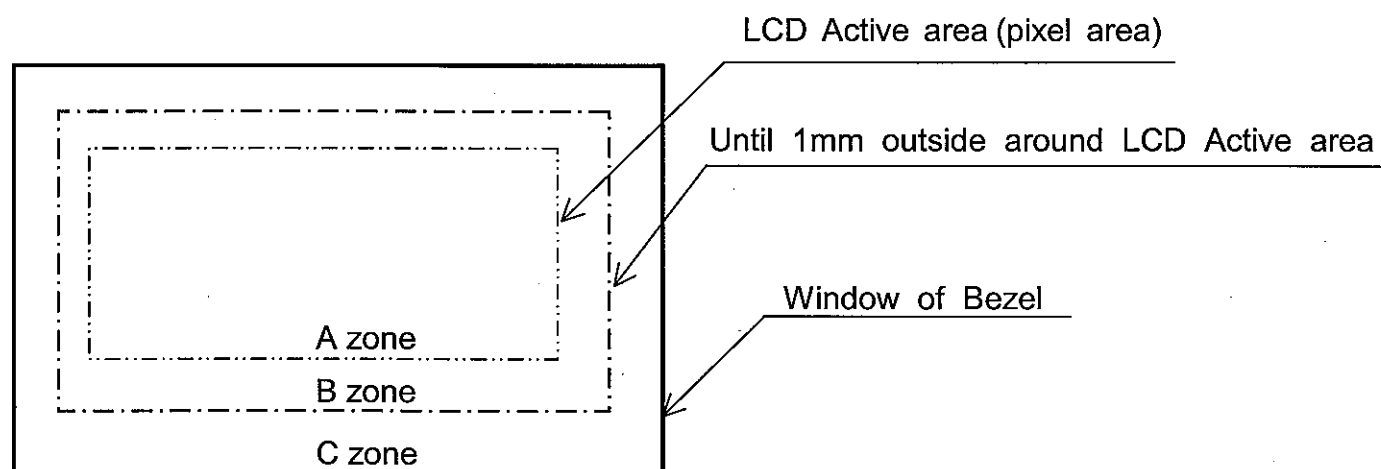 LCD Active area (pixel area)
Until 1mm outside around LCD Active area
Window of Bezel
A zone
B zone
C zone